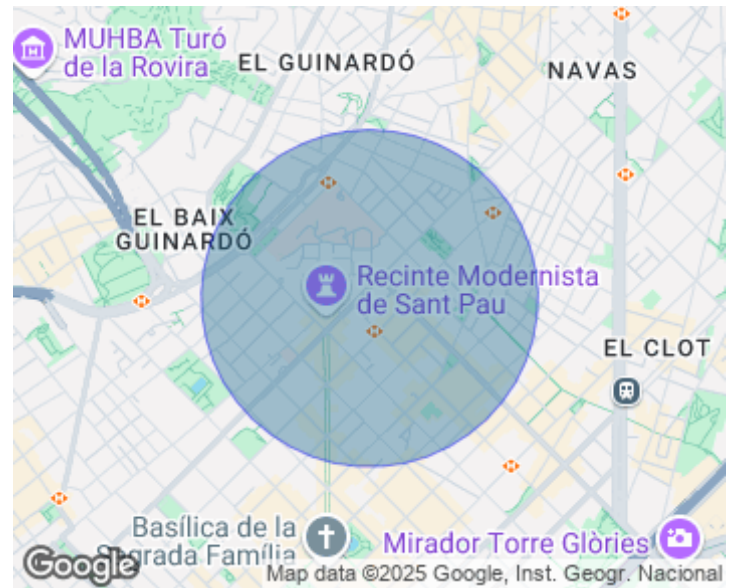 MUHBA Turó
de la Rovira
EL GUINARDÓ
NAVAS
EL BAIX
GUINARDÓ
Recinte Modernista
de Sant Pau
EL CLOT
Basílica de la
Sagrada Família
Mirador Torre Glòries
Google
Map data ©2025 Google, Inst. Geogr. Nacional